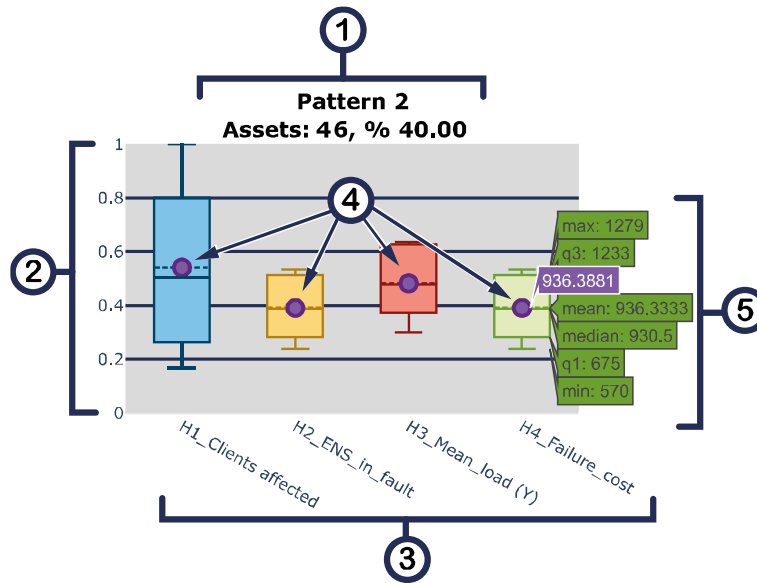 1
Pattern 2
Assets: 46, % 40.00
1
0.8
0.6
0.4
0.2
0
2
4
max: 1279
q3: 1233
936.3881
mean: 936.3333
median: 930.5
q1: 675
min: 570
5
H1_Clients affected
H2_ENS_in_fault
H3_Mean_load (Y)
H4_Failure_cost
3